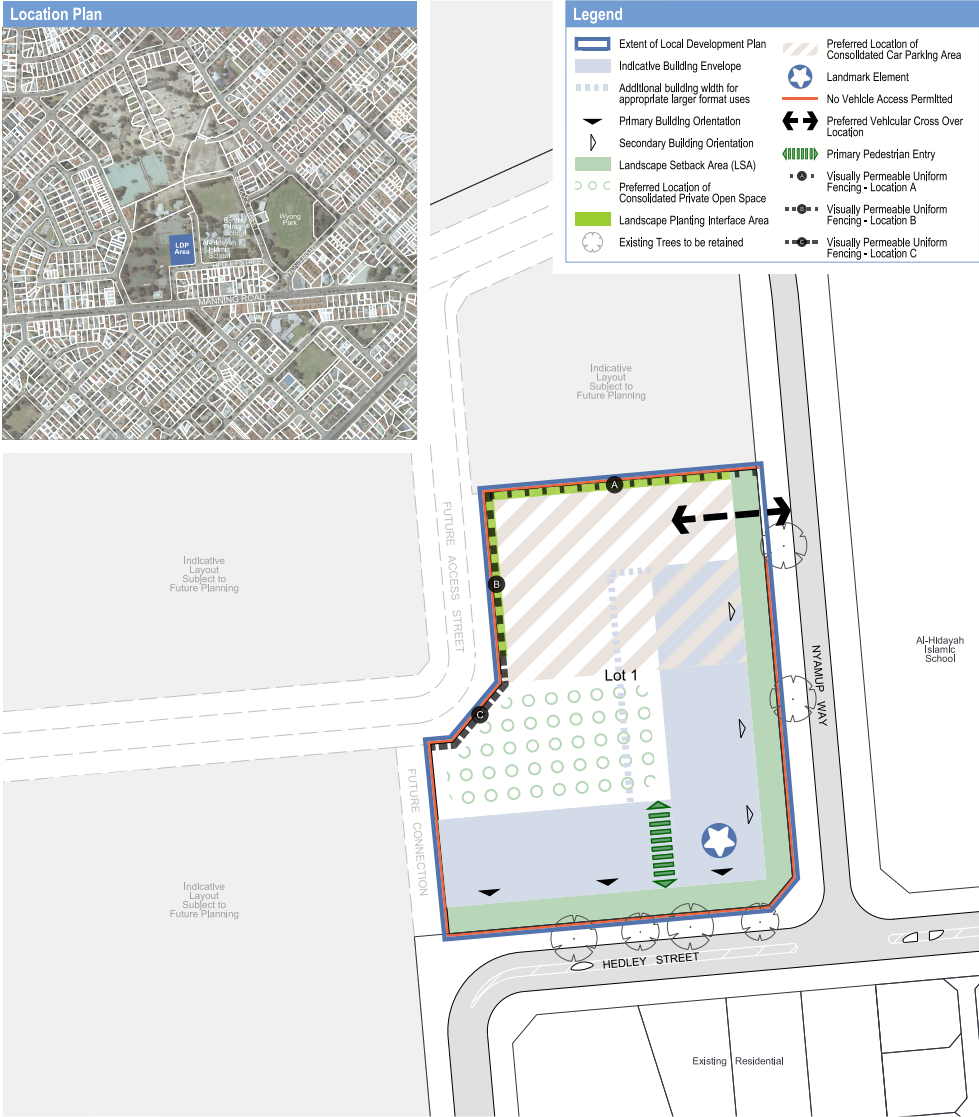 Location Plan
Wyong
Park
LDP
Area
Al-Hidayah
Islamic
School
MANNING ROAD
Legend
Extent of Local Development Plan
Indicative Building Envelope
Additional building width for
appropriate larger format uses
Primary Building Orientation
Secondary Building Orientation
Landscape Setback Area (LSA)
Preferred Location of
Consolidated Private Open Space
Landscape Planting Interface Area
Existing Trees to be retained
Preferred Location of
Consolidated Car Parking Area
Landmark Element
No Vehicle Access Permitted
Preferred Vehicular Cross Over
Location
Primary Pedestrian Entry
A
Visually Permeable Uniform
Fencing - Location A
B
Visually Permeable Uniform
Fencing - Location B
C
Visually Permeable Uniform
Fencing - Location C
Indicative
Layout
Subject to
Future Planning
A
FUTURE ACCESS STREET
Indicative
Layout
Subject to
Future Planning
B
Al-Hidayah
Islamic
School
NYAMUP WAY
Lot 1
C
FUTURE CONNECTION
Indicative
Layout
Subject to
Future Planning
HEDLEY STREET
Existing Residential